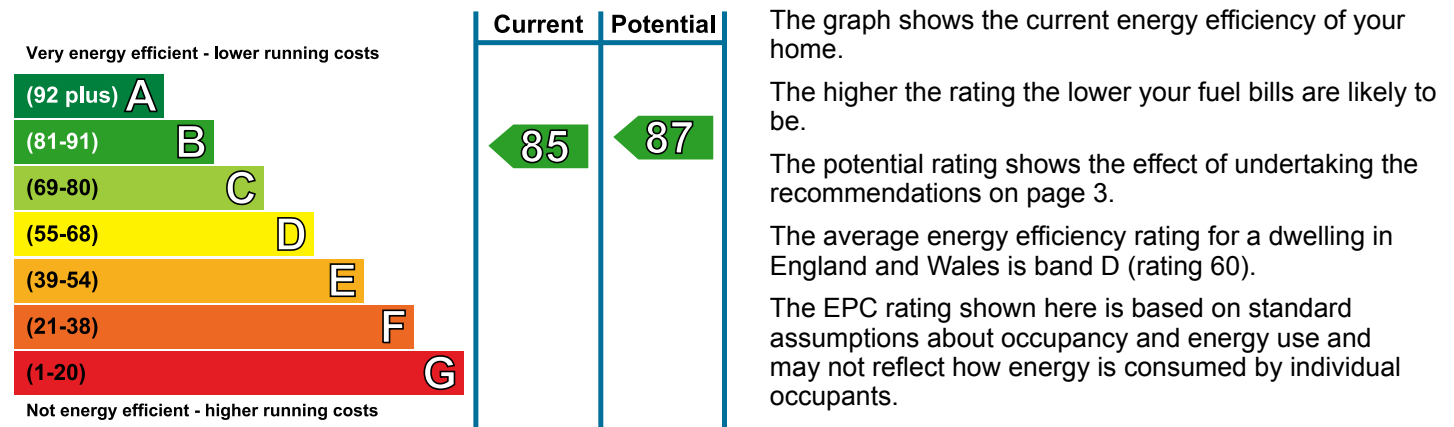 Current Potential
Very energy efficient - lower running costs
(92 plus) A
(81-91) B
(69-80) C
(55-68) D
(39-54) E
(21-38) F
(1-20) G
Not energy efficient - higher running costs
85
87
The graph shows the current energy efficiency of your
home.
The higher the rating the lower your fuel bills are likely to
be.
The potential rating shows the effect of undertaking the
recommendations on page 3.
The average energy efficiency rating for a dwelling in
England and Wales is band D (rating 60).
The EPC rating shown here is based on standard
assumptions about occupancy and energy use and
may not reflect how energy is consumed by individual
occupants.